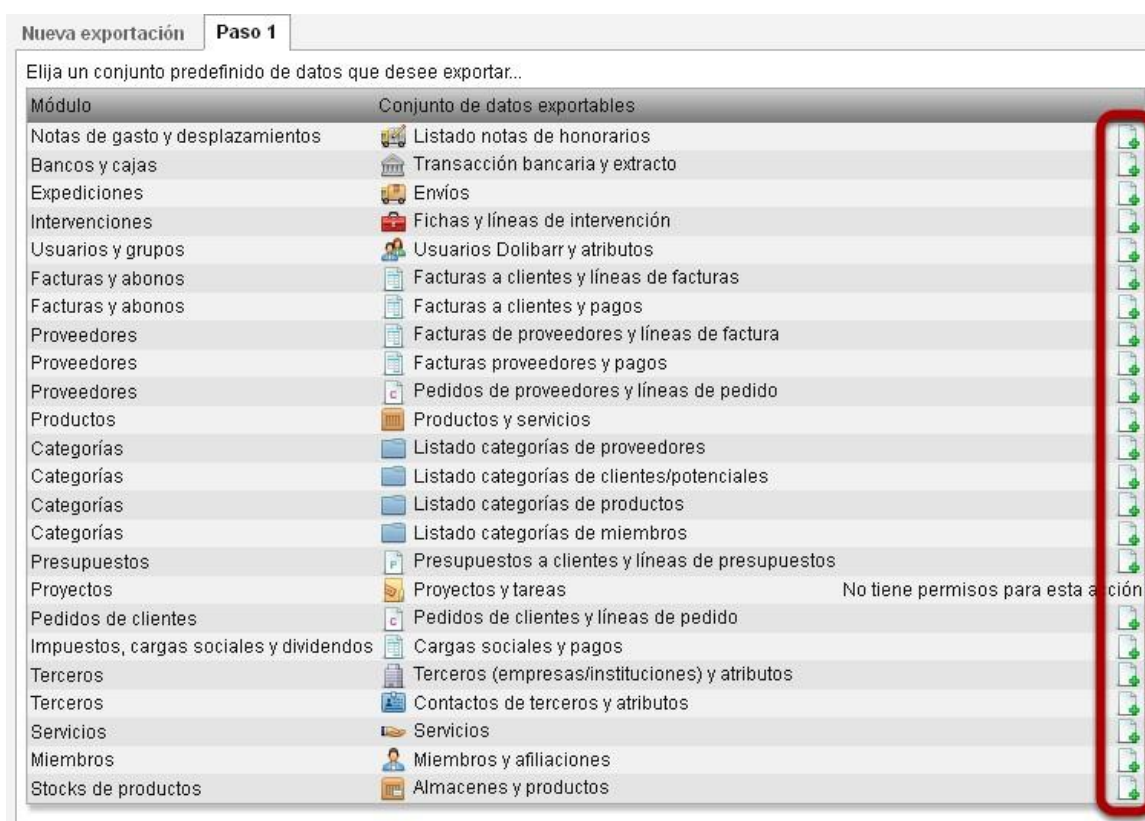 Nueva exportación Paso 1
Elija un conjunto predefinido de datos que desee exportar...
Módulo Conjunto de datos exportables
Notas de gasto y desplazamientos Listado notas de honorarios
Bancos y cajas Transacción bancaria y extracto
Expediciones Envíos
Intervenciones Fichas y líneas de intervención
Usuarios y grupos Usuarios Dolibarr y atributos
Facturas y abonos Facturas a clientes y líneas de facturas
Facturas y abonos Facturas a clientes y pagos
Proveedores Facturas de proveedores y líneas de factura
Proveedores Facturas proveedores y pagos
Proveedores C Pedidos de proveedores y líneas de pedido
Productos Productos y servicios
Categorías Listado categorías de proveedores
Categorías Listado categorías de clientes/potenciales
Categorías Listado categorías de productos
Categorías Listado categorías de miembros
Presupuestos P Presupuestos a clientes y líneas de presupuestos
Proyectos Proyectos y tareas No tiene permisos para esta acción
Pedidos de clientes C Pedidos de clientes y líneas de pedido
Impuestos, cargas sociales y dividendos Cargas sociales y pagos
Terceros Terceros (empresas/instituciones) y atributos
Terceros Contactos de terceros y atributos
Servicios Servicios
Miembros Miembros y afiliaciones
Stocks de productos Almacenes y productos